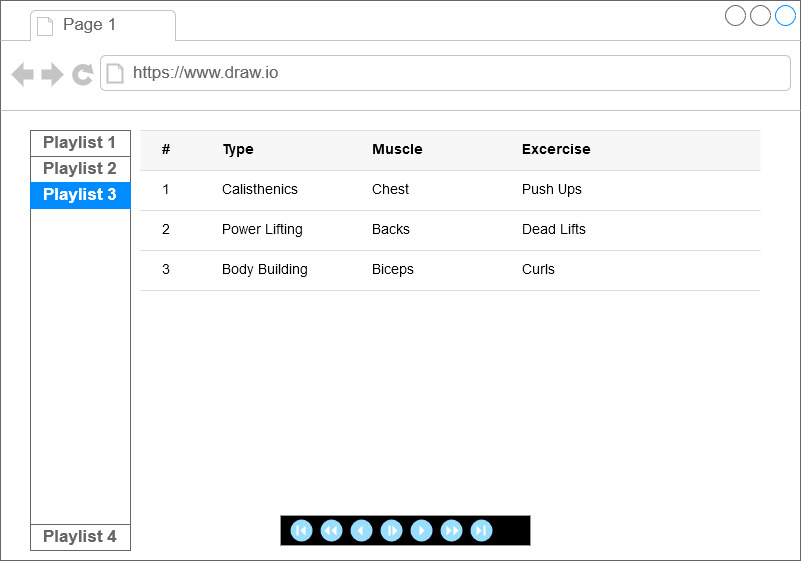 Page 1
https://www.draw.io
Playlist 1
Playlist 2
Playlist 3
Playlist 4
# Type Muscle Excercise
1 Calisthenics Chest Push Ups
2 Power Lifting Backs Dead Lifts
3 Body Building Biceps Curls